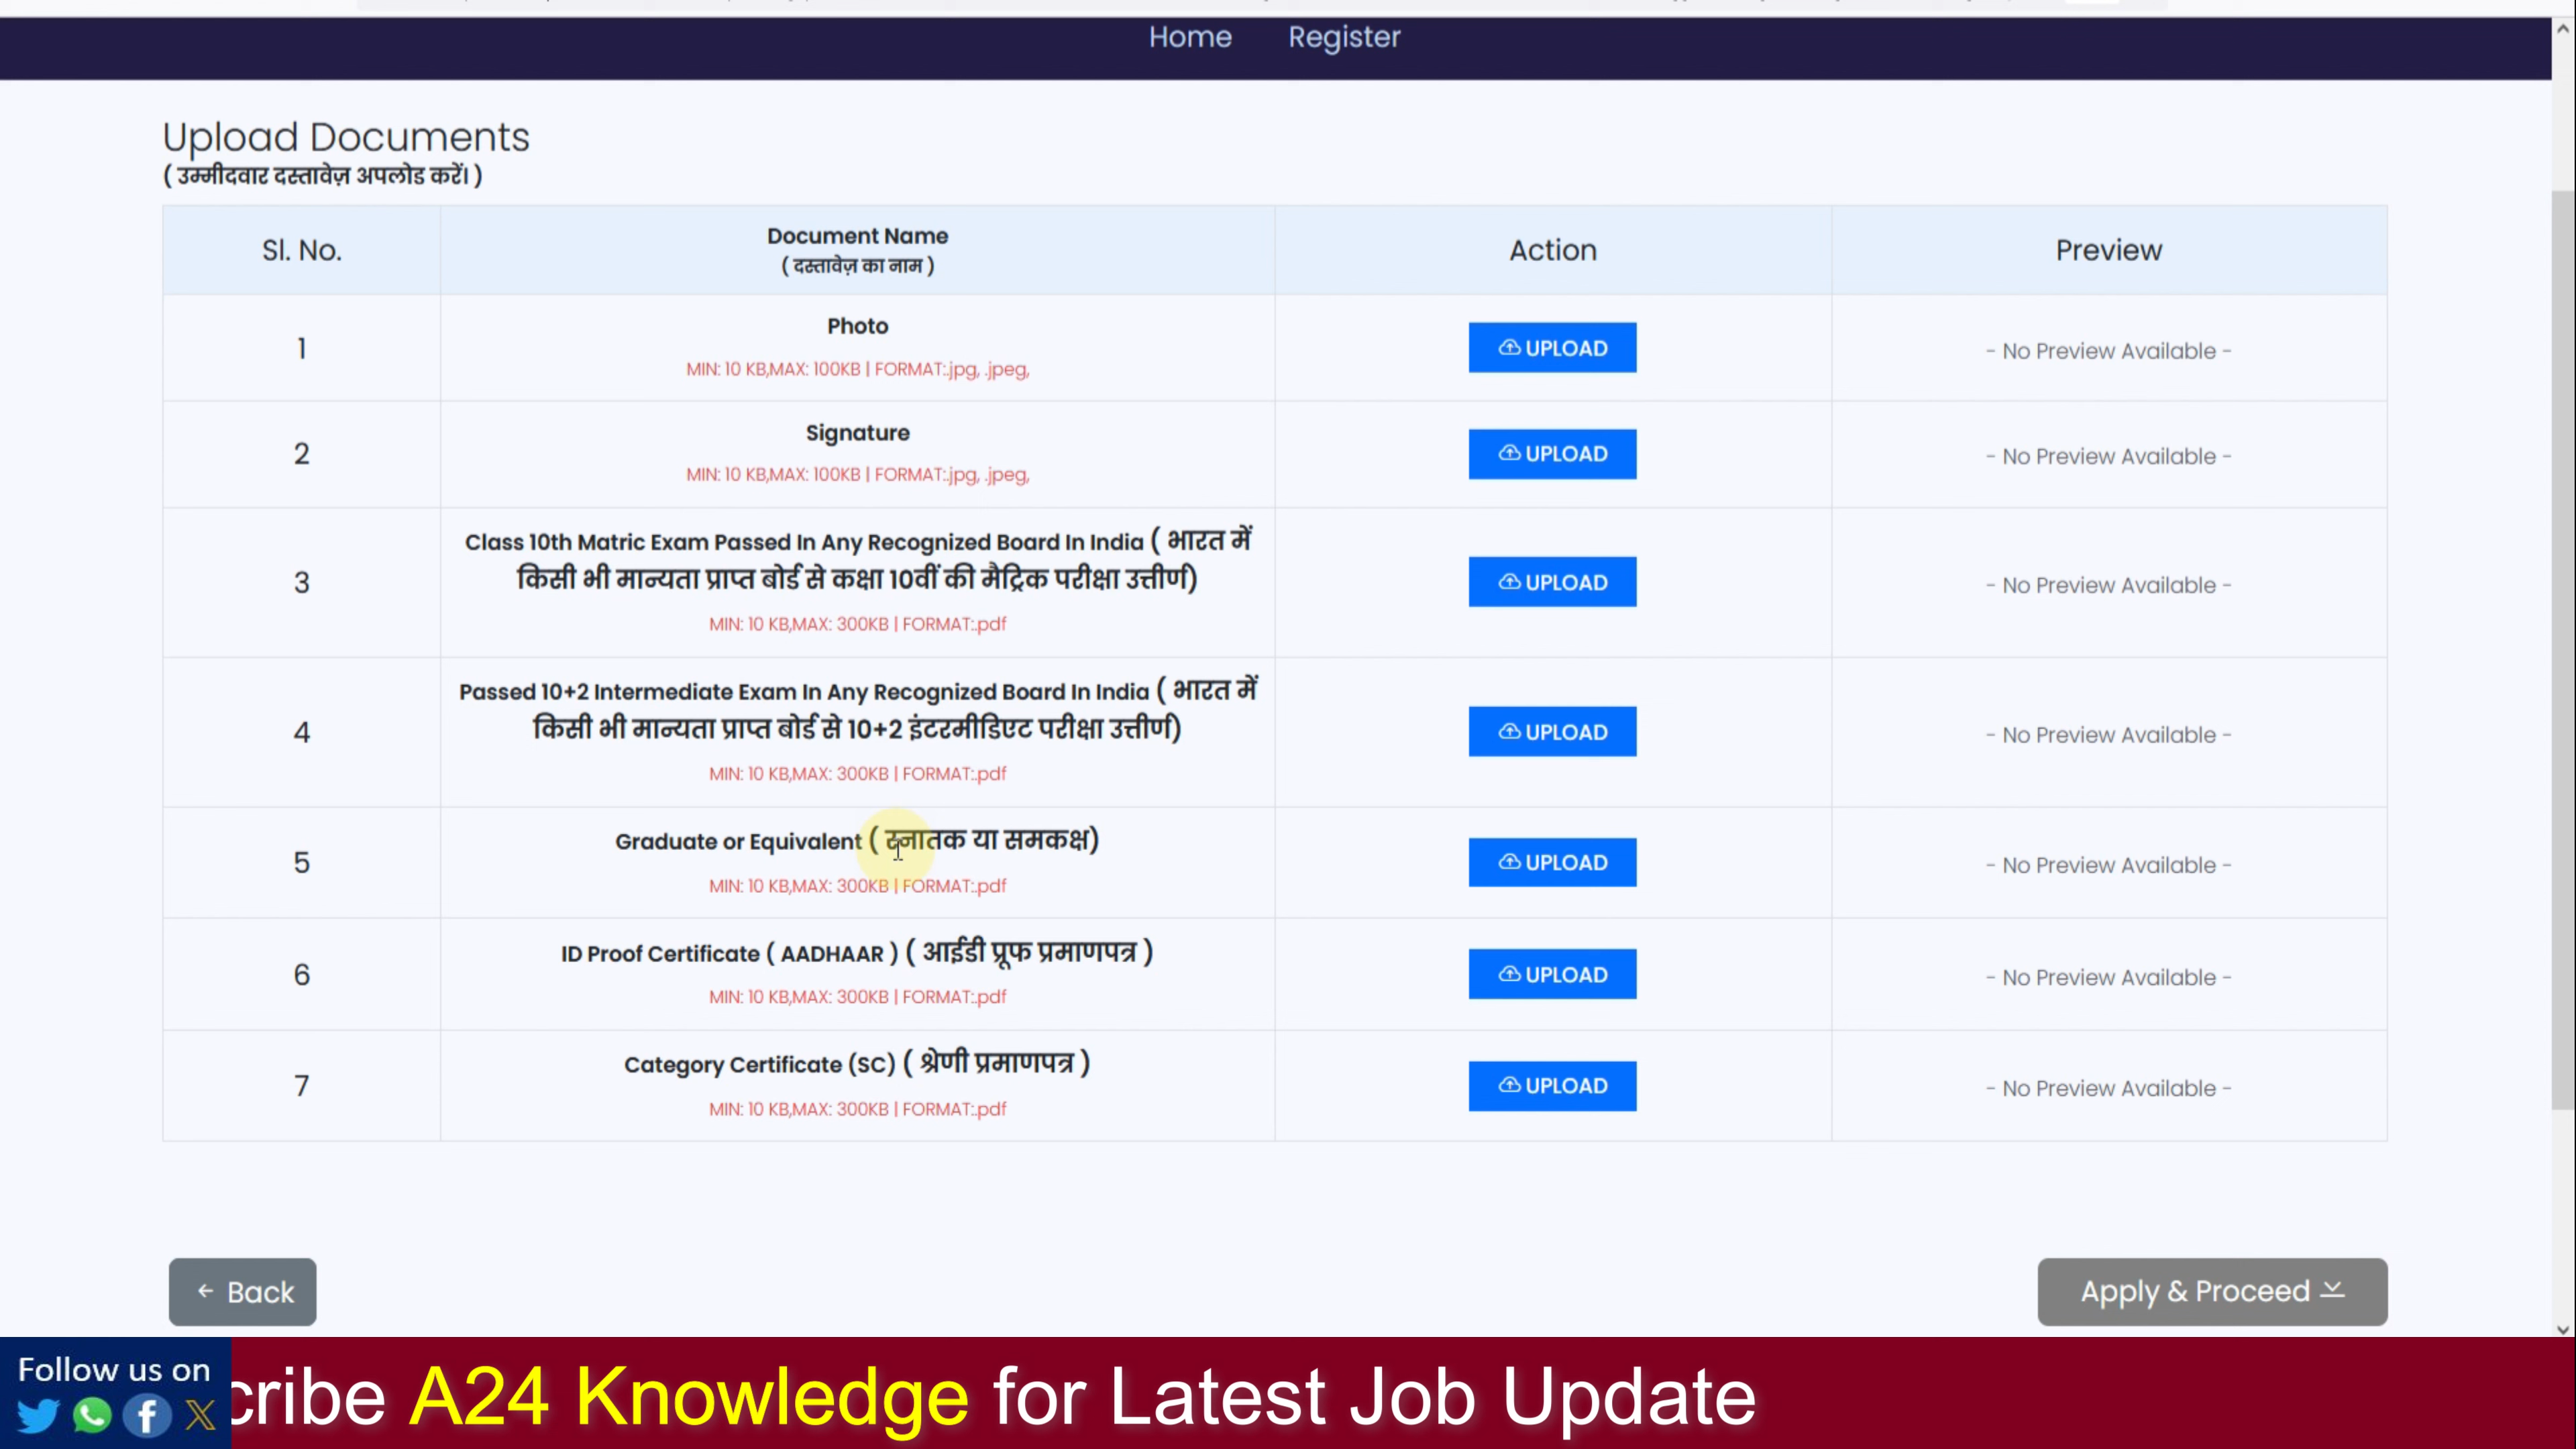 Home Register
Upload Documents
( उम्मीदवार दस्तावेज़ अपलोड करें। )
Sl. No. Document Name Action Preview
( दस्तावेज़ का नाम )
1 Photo UPLOAD - No Preview Available -
MIN: 10 KB,MAX: 100KB | FORMAT:.jpg, .jpeg,
2 Signature UPLOAD - No Preview Available -
MIN: 10 KB,MAX: 100KB | FORMAT:.jpg, .jpeg,
Class 10th Matric Exam Passed In Any Recognized Board In India ( भारत में
3 किसी भी मान्यता प्राप्त बोर्ड से कक्षा 10वीं की मैट्रिक परीक्षा उत्तीर्ण) UPLOAD - No Preview Available -
MIN: 10 KB,MAX: 300KB | FORMAT:.pdf
Passed 10+2 Intermediate Exam In Any Recognized Board In India ( भारत में
4 किसी भी मान्यता प्राप्त बोर्ड से 10+2 इंटरमीडिएट परीक्षा उत्तीर्ण) UPLOAD - No Preview Available -
MIN: 10 KB,MAX: 300KB | FORMAT:.pdf
5 Graduate or Equivalent ( स्नातक या समकक्ष) UPLOAD - No Preview Available -
MIN: 10 KB,MAX: 300KB | FORMAT:.pdf
6 ID Proof Certificate ( AADHAAR ) ( आईडी प्रूफ प्रमाणपत्र ) UPLOAD - No Preview Available -
MIN: 10 KB,MAX: 300KB | FORMAT:.pdf
7 Category Certificate (SC) ( श्रेणी प्रमाणपत्र ) UPLOAD - No Preview Available -
MIN: 10 KB,MAX: 300KB | FORMAT:.pdf
← Back Apply & Proceed
Follow us on
cribe A24 Knowledge for Latest Job Update